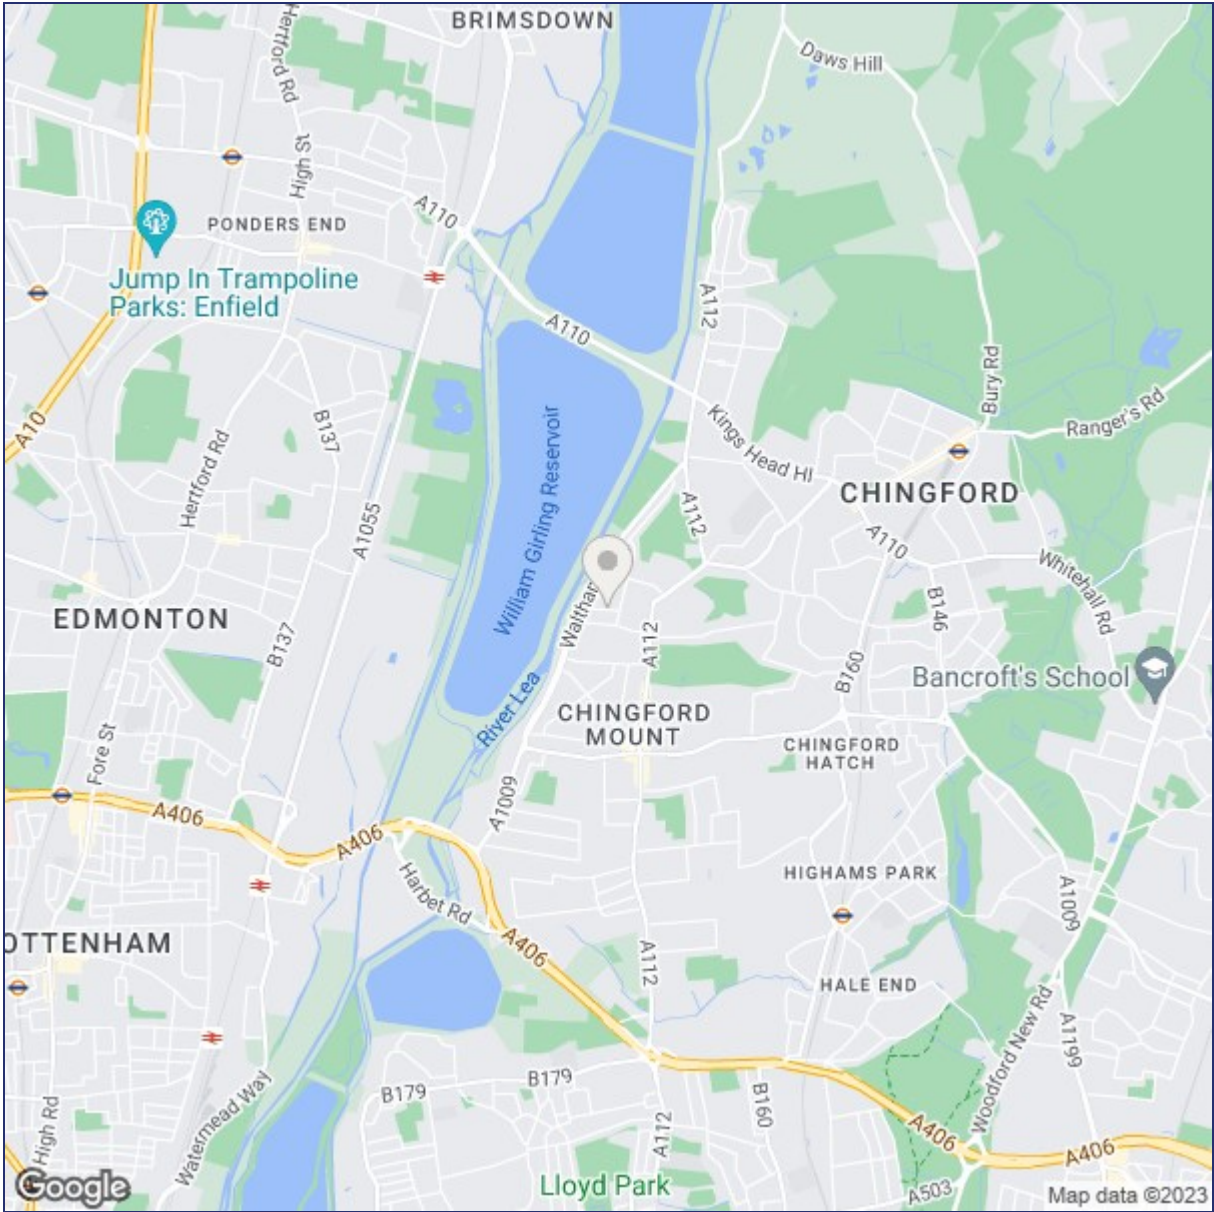 BRIMSDOWN
Hertford Rd
Daws Hill
High St
A110
PONDERS END
Jump In Trampoline
Parks: Enfield
A112
A110
A10
B137
Bury Rd
Ranger's Rd
Kings Head Hl
Hertford Rd
William Girling Reservoir
CHINGFORD
A1055
A112
A110
Whitehall Rd
EDMONTON
B137
Walthar
A112
B146
B160
Bancroft's School
River Lea
CHINGFORD
MOUNT
CHINGFORD
HATCH
Fore St
A1009
A406
A406
Harbet Rd
HIGHAMS PARK
A1009
OTTENHAM
A406
A112
HALE END
Woodford New Rd
A1199
B179
B179
B160
High Rd
Watermead Way
A112
A406
A406
Lloyd Park
A503
Google
Map data ©2023